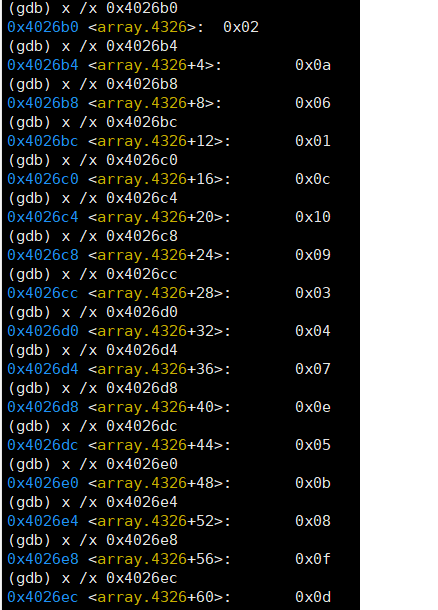 (gdb) x /x 0x4026b0
0x4026b0 <array.4326>:  0x02
(gdb) x /x 0x4026b4
0x4026b4 <array.4326+4>:        0x0a
(gdb) x /x 0x4026b8
0x4026b8 <array.4326+8>:        0x06
(gdb) x /x 0x4026bc
0x4026bc <array.4326+12>:       0x01
(gdb) x /x 0x4026c0
0x4026c0 <array.4326+16>:       0x0c
(gdb) x /x 0x4026c4
0x4026c4 <array.4326+20>:       0x10
(gdb) x /x 0x4026c8
0x4026c8 <array.4326+24>:       0x09
(gdb) x /x 0x4026cc
0x4026cc <array.4326+28>:       0x03
(gdb) x /x 0x4026d0
0x4026d0 <array.4326+32>:       0x04
(gdb) x /x 0x4026d4
0x4026d4 <array.4326+36>:       0x07
(gdb) x /x 0x4026d8
0x4026d8 <array.4326+40>:       0x0e
(gdb) x /x 0x4026dc
0x4026dc <array.4326+44>:       0x05
(gdb) x /x 0x4026e0
0x4026e0 <array.4326+48>:       0x0b
(gdb) x /x 0x4026e4
0x4026e4 <array.4326+52>:       0x08
(gdb) x /x 0x4026e8
0x4026e8 <array.4326+56>:       0x0f
(gdb) x /x 0x4026ec
0x4026ec <array.4326+60>:       0x0d